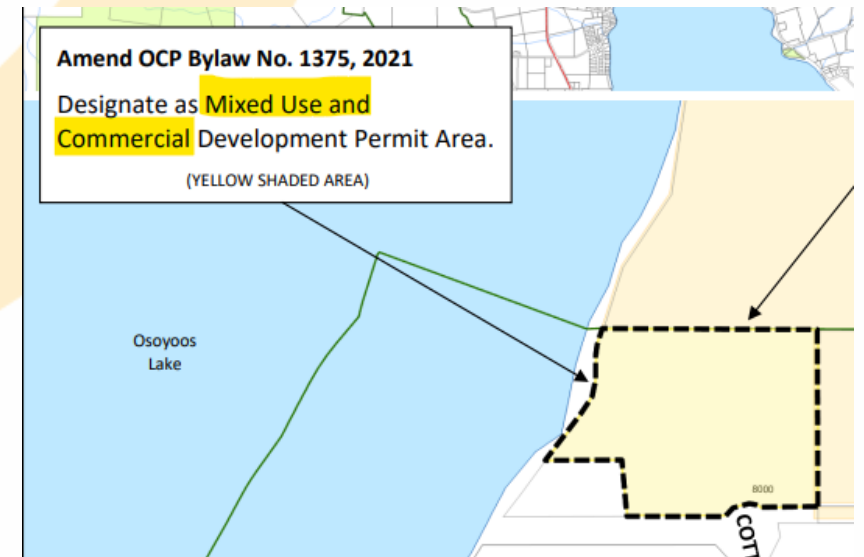 Amend OCP Bylaw No. 1375, 2021
Designate as Mixed Use and
Commercial Development Permit Area.
(YELLOW SHADED AREA)
Osoyoos
Lake
8000
COTT